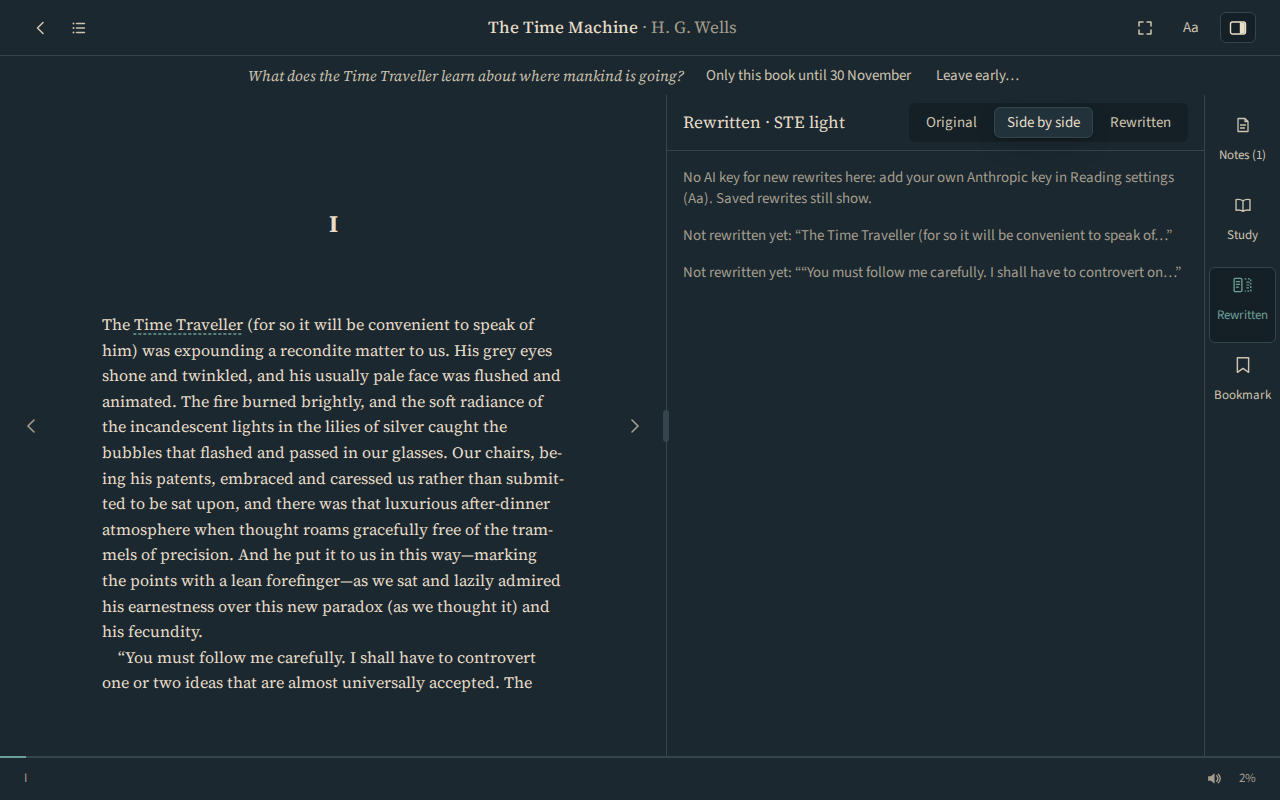 The Time Machine · H. G. Wells
Aa
What does the Time Traveller learn about where mankind is going?
Only this book until 30 November
Leave early…
I
The Time Traveller (for so it will be convenient to speak of
him) was expounding a recondite matter to us. His grey eyes
shone and twinkled, and his usually pale face was flushed and
animated. The fire burned brightly, and the soft radiance of
the incandescent lights in the lilies of silver caught the
bubbles that flashed and passed in our glasses. Our chairs, be-
ing his patents, embraced and caressed us rather than submit-
ted to be sat upon, and there was that luxurious after-dinner
atmosphere when thought roams gracefully free of the tram-
mels of precision. And he put it to us in this way—marking
the points with a lean forefinger—as we sat and lazily admired
his earnestness over this new paradox (as we thought it) and
his fecundity.
“You must follow me carefully. I shall have to controvert
one or two ideas that are almost universally accepted. The
Rewritten · STE light
Original
Side by side
Rewritten
No AI key for new rewrites here: add your own Anthropic key in Reading settings
(Aa). Saved rewrites still show.
Not rewritten yet: “The Time Traveller (for so it will be convenient to speak of…”
Not rewritten yet: ““You must follow me carefully. I shall have to controvert on…”
Notes (1)
Study
Rewritten
Bookmark
I
2%